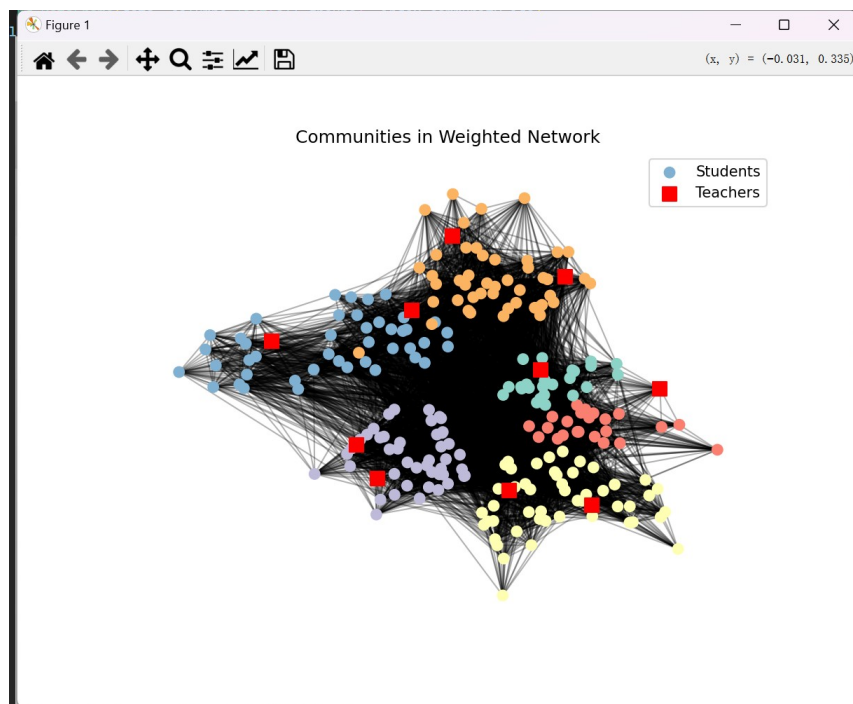 Figure 1
(x, y) = (-0.031, 0.335)
Communities in Weighted Network
Students
Teachers